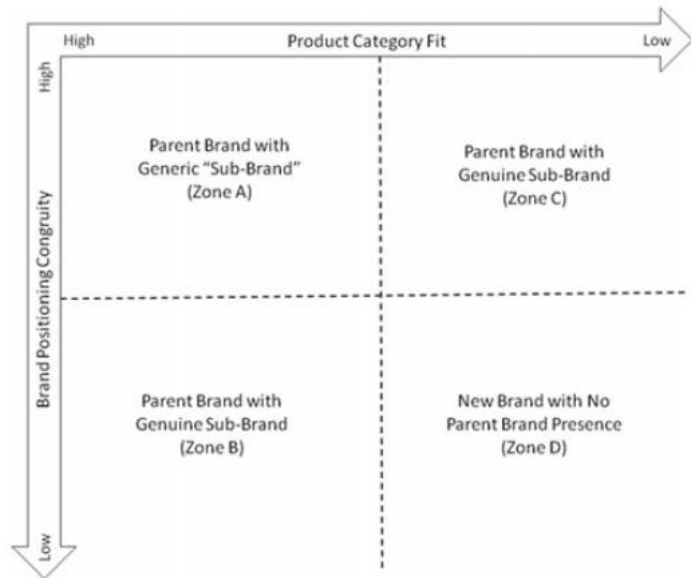 High Product Category Fit Low
High
Brand Positioning Congruity
Low
Parent Brand with
Generic “Sub-Brand”
(Zone A)
Parent Brand with
Genuine Sub-Brand
(Zone C)
Parent Brand with
Genuine Sub-Brand
(Zone B)
New Brand with No
Parent Brand Presence
(Zone D)